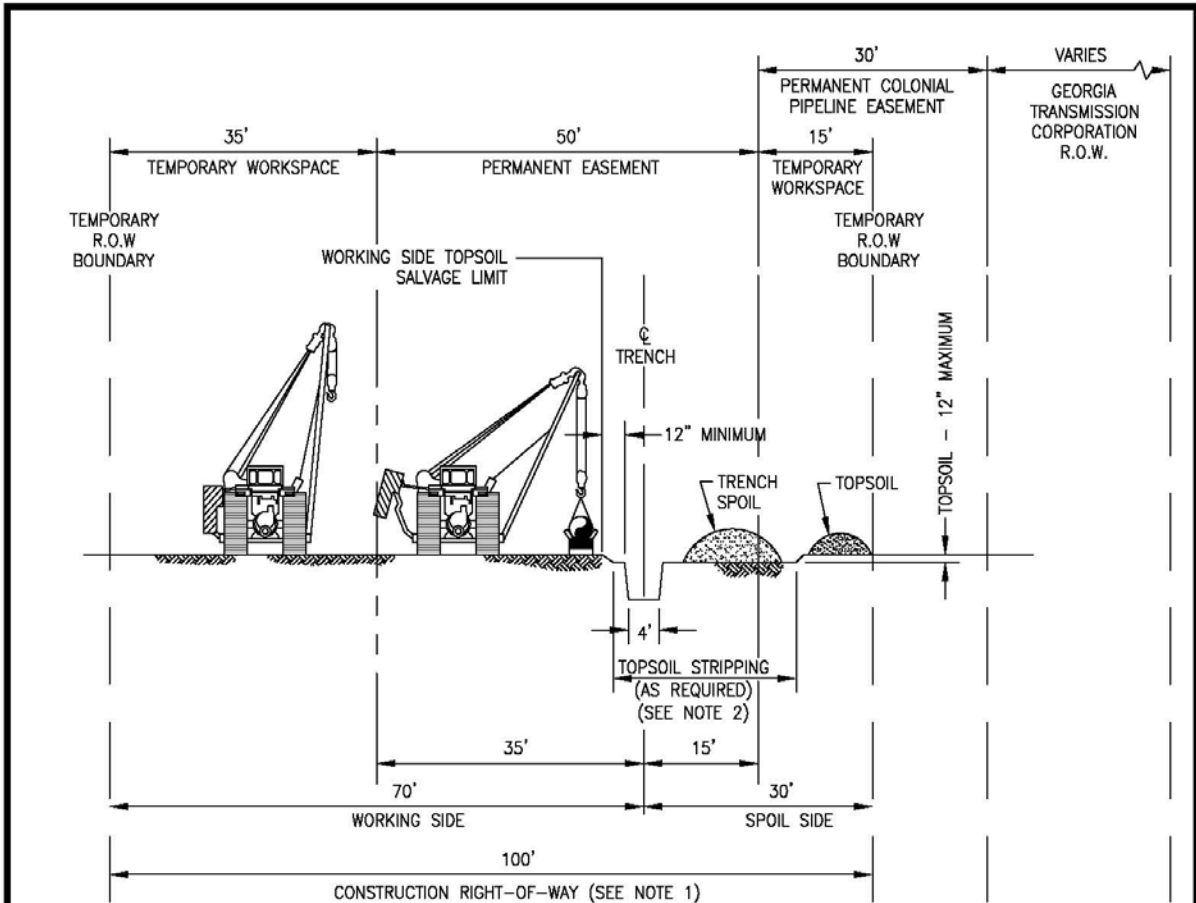 30'
PERMANENT COLONIAL
PIPELINE EASEMENT
VARIES
GEORGIA
TRANSMISSION
CORPORATION
R.O.W.
35'
TEMPORARY WORKSPACE
50'
PERMANENT EASEMENT
15'
TEMPORARY
WORKSPACE
TEMPORARY
R.O.W
BOUNDARY
TEMPORARY
R.O.W
BOUNDARY
WORKING SIDE TOPSOIL
SALVAGE LIMIT
℄
TRENCH
12" MINIMUM
TRENCH
SPOIL
TOPSOIL
TOPSOIL – 12" MAXIMUM
4'
TOPSOIL STRIPPING
(AS REQUIRED)
(SEE NOTE 2)
35'
15'
70'
WORKING SIDE
30'
SPOIL SIDE
100'
CONSTRUCTION RIGHT-OF-WAY (SEE NOTE 1)